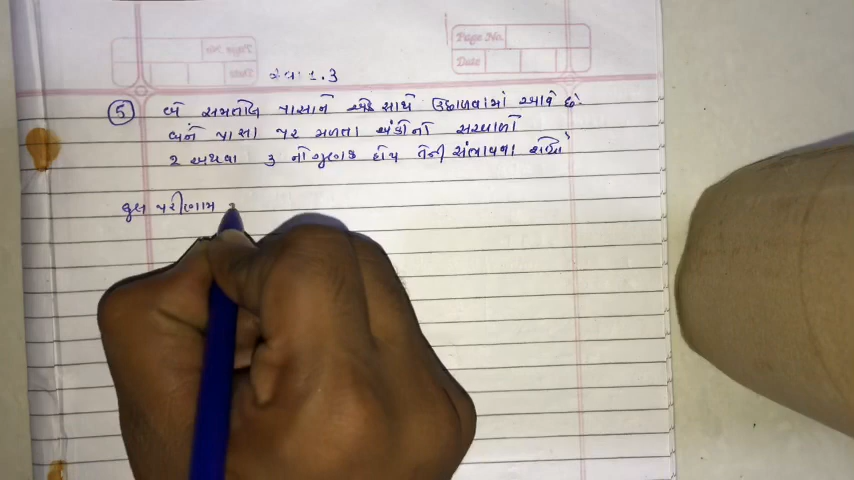 Page No.
Date
1.3
5 બે સમતોલ પાસાને એક સાથે ઉછાળવામાં આવે છે.
બંને પાસા પર મળતા અંકોનો સરવાળો
2 અથવા 3 નો ગુણાક હોય તેની સંભાવના શોધો
કુલ પરીણામ